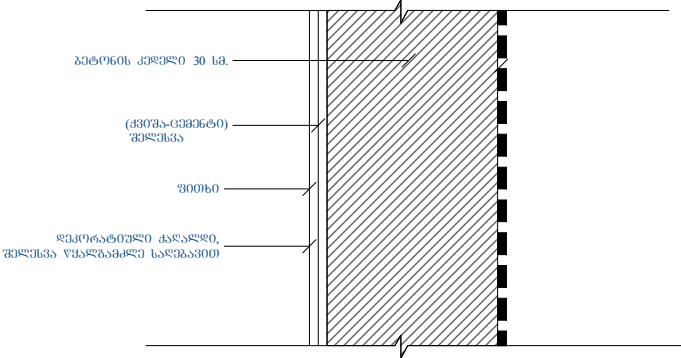 ბეტონის კედელი 30 სმ.
(ქვიშა-ცემენტი)
შელესვა
ფითხი
დეკორატიული ქაღალდი,
შელესვა წყალგამძლე საღებავით